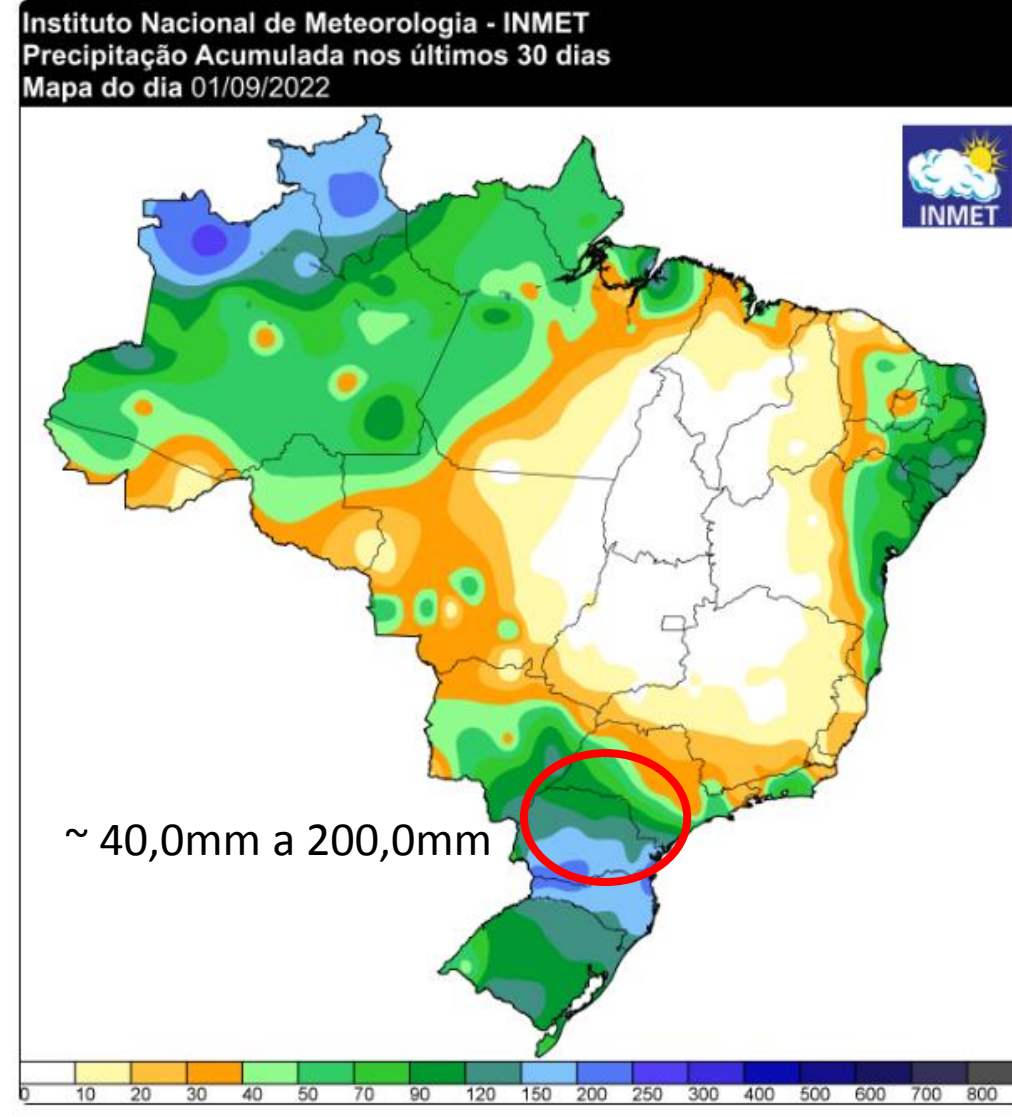 Instituto Nacional de Meteorologia - INMET
Precipitação Acumulada nos últimos 30 dias
Mapa do dia 01/09/2022
INMET
~ 40,0mm a 200,0mm
0 10 20 30 40 50 70 90 120 150 200 250 300 400 500 600 700 800